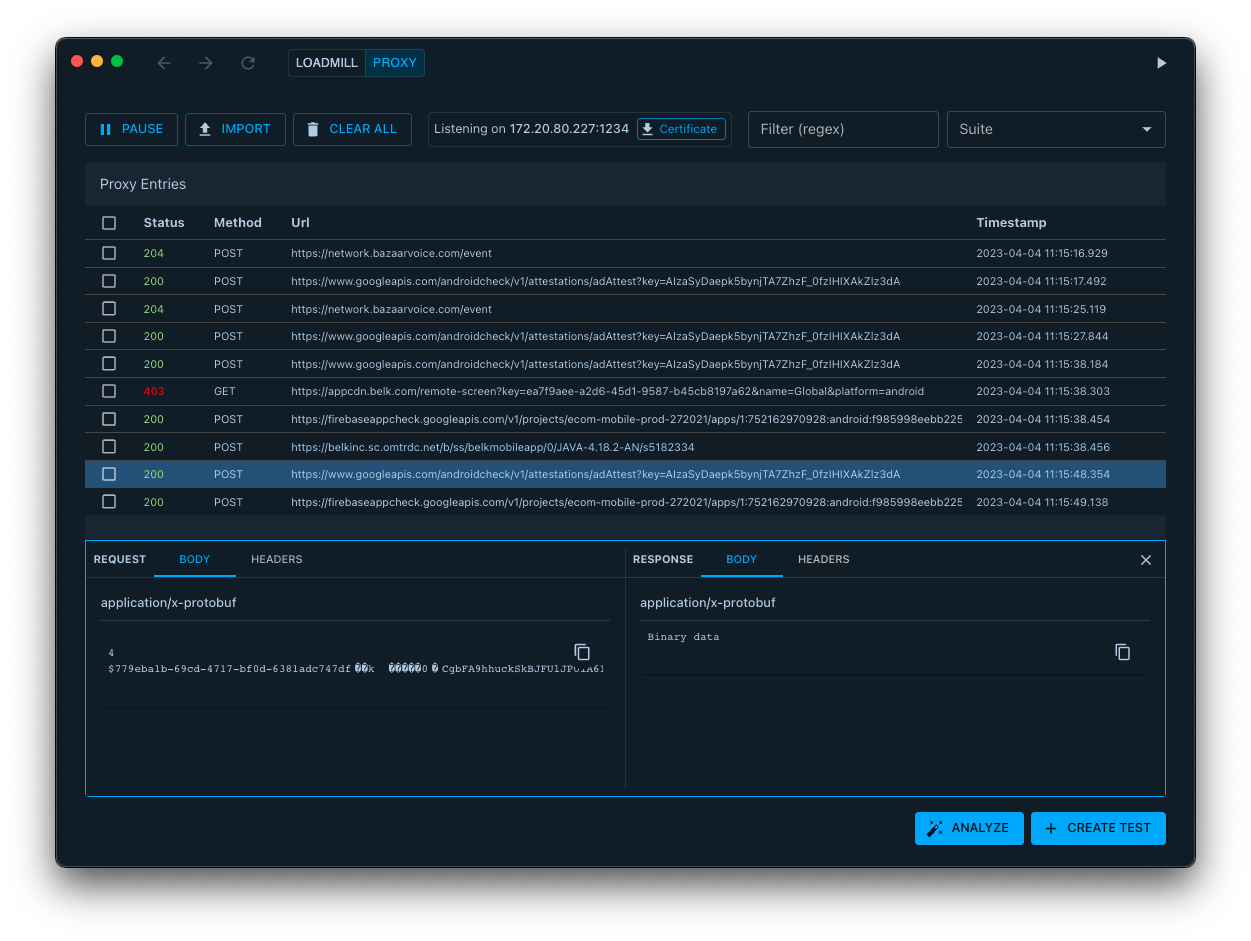 LOADMILL PROXY
PAUSE IMPORT CLEAR ALL Listening on 172.20.80.227:1234 Certificate Filter (regex) Suite
Proxy Entries
Status Method Url Timestamp
204 POST https://network.bazaarvoice.com/event 2023-04-04 11:15:16.929
200 POST https://www.googleapis.com/androidcheck/v1/attestations/adAttest?key=AIzaSyDaepk5bynjTA7ZhzF_0fzIHIXAkZIz3dA 2023-04-04 11:15:17.492
204 POST https://network.bazaarvoice.com/event 2023-04-04 11:15:25.119
200 POST https://www.googleapis.com/androidcheck/v1/attestations/adAttest?key=AIzaSyDaepk5bynjTA7ZhzF_0fzIHIXAkZIz3dA 2023-04-04 11:15:27.844
200 POST https://www.googleapis.com/androidcheck/v1/attestations/adAttest?key=AIzaSyDaepk5bynjTA7ZhzF_0fzIHIXAkZIz3dA 2023-04-04 11:15:38.184
403 GET https://appcdn.belk.com/remote-screen?key=ea7f9aee-a2d6-45d1-9587-b45cb8197a62&name=Global&platform=android 2023-04-04 11:15:38.303
200 POST https://firebaseappcheck.googleapis.com/v1/projects/ecom-mobile-prod-272021/apps/1:752162970928:android:f985998eebb225 2023-04-04 11:15:38.454
200 POST https://belkinc.sc.omtrdc.net/b/ss/belkmobileapp/0/JAVA-4.18.2-AN/s5182334 2023-04-04 11:15:38.456
200 POST https://www.googleapis.com/androidcheck/v1/attestations/adAttest?key=AIzaSyDaepk5bynjTA7ZhzF_0fzIHIXAkZIz3dA 2023-04-04 11:15:48.354
200 POST https://firebaseappcheck.googleapis.com/v1/projects/ecom-mobile-prod-272021/apps/1:752162970928:android:f985998eebb225 2023-04-04 11:15:49.138
REQUEST BODY HEADERS RESPONSE BODY HEADERS
application/x-protobuf application/x-protobuf
Binary data
4
$779eba1b-69cd-4717-bf0d-6381adc747df ��k �����0 �
ANALYZE CREATE TEST